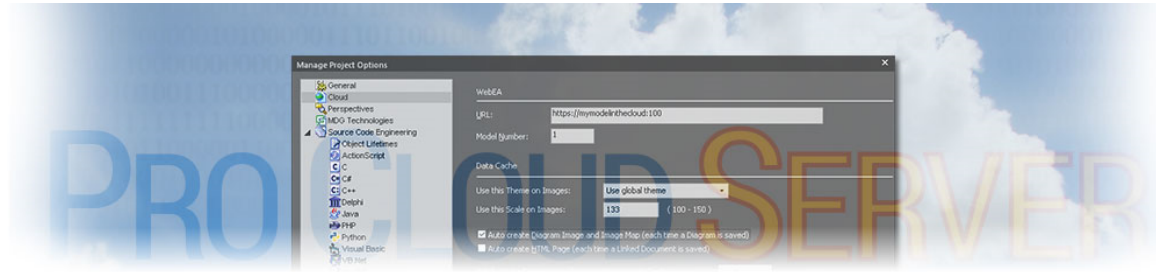 Manage Project Options
General
Cloud
Perspectives
MDG Technologies
Source Code Engineering
Object Lifetimes
ActionScript
C
C#
C++
Delphi
Java
PHP
Python
Visual Basic
VB.Net
WebEA
URL: https://mymodelinthecloud:100
Model Number: 1
Data Cache
Use this Theme on Images: Use global theme
Use this Scale on Images: 133 ( 100 - 150 )
Auto create Diagram Image and Image Map (each time a Diagram is saved)
Auto create HTML Page (each time a Linked Document is saved)
PRO CLOUD SERVER